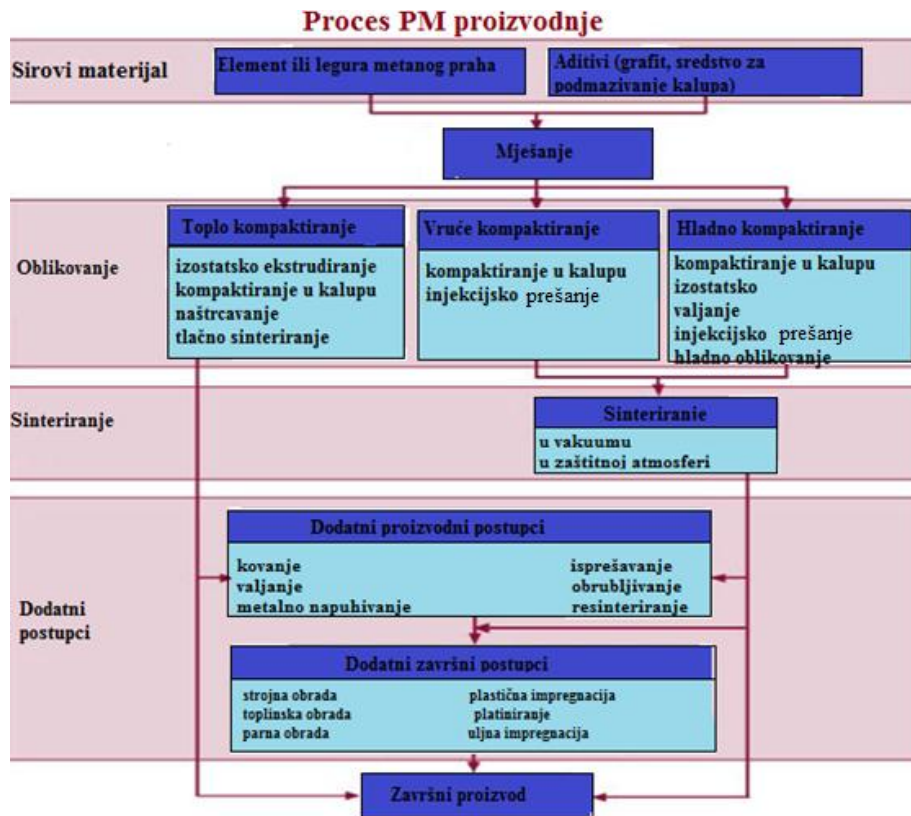 Proces PM proizvodnje
Sirovi materijal
Element ili legura metanog praha
Aditivi (grafit, sredstvo za
podmazivanje kalupa)
Mješanje
Oblikovanje
Toplo kompaktiranje
izostatsko ekstrudiranje
kompaktiranje u kalupu
naštrcavanje
tlačno sinteriranje
Vruće kompaktiranje
kompaktiranje u kalupu
injekcijsko prešanje
Hladno kompaktiranje
kompaktiranje u kalupu
izostatsko
valjanje
injekcijsko prešanje
hladno oblikovanje
Sinteriranje
Sinteriranje
u vakuumu
u zaštitnoj atmosferi
Dodatni
postupci
Dodatni proizvodni postupci
kovanje
valjanje
metalno napuhivanje
isprešavanje
obrubljivanje
resinteriranje
Dodatni završni postupci
strojna obrada
toplinska obrada
parna obrada
plastična impregnacija
platiniranje
uljna impregnacija
Završni proizvod